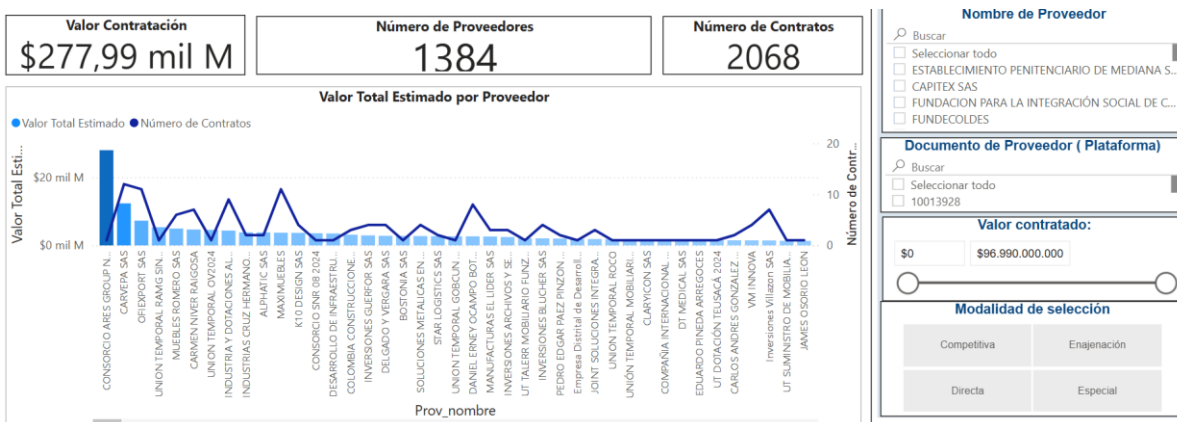 Valor Contratación
$277,99 mil M
Número de Proveedores
1384
Número de Contratos
2068
Valor Total Estimado por Proveedor
Valor Total Estimado Número de Contratos
Valor Total Esti...
$20 mil M
$0 mil M
20
10
0
Número de Contr...
CONSORCIO ARES GROUP N...
CARVEPA SAS
OFIEXPORT SAS
UNION TEMPORAL RAMG SIN...
MUEBLES ROMERO SAS
CARMEN NIVER RAIGOSA
UNION TEMPORAL OV2024
INDUSTRIA Y DOTACIONES AL...
INDUSTRIAS CRUZ HERMANO...
ALPHATIC SAS
MAXIMUEBLES
K10 DESIGN SAS
CONSORCIO SNR 08 2024
DESARROLLO DE INFRAESTRU...
COLOMBIA CONSTRUCCIONE...
INVERSIONES GUERFOR SAS
DELGADO Y VERGARA SAS
BOSTONIA SAS
SOLUCIONES METALICAS EN ...
STAR LOGISTICS SAS
UNION TEMPORAL GOBOUN ...
DANIEL ERNEY OCAMPO BOT...
MANUFACTURAS EL LIDER SAS
INVERSIONES ARCHIVOS Y SE...
UT TALERR MOBILIARIO FUNZ...
INVERSIONES BLUCHER SAS
PEDRO EDGAR PAEZ PINZON...
Empresa Distrital de Desarroll...
JOINT SOLUCIONES INTEGRA...
UNION TEMPORAL ROCO
UNIÓN TEMPORAL MOBILIARI...
CLARYICON SAS
COMPAÑIA INTERNACIONAL ...
DT MEDICAL SAS
EDUARDO PINEDA ARREGOCES
UT DOTACIÓN TELUSACÁ 2024
CARLOS ANDRES GONZALEZ ...
VM INNOVA
Inversiones Villazon SAS
UT SUMINISTRO DE MOBILIA...
JAMES OSORIO LEON
Prov_nombre
Nombre de Proveedor
Buscar
Seleccionar todo
ESTABLECIMIENTO PENITENCIARIO DE MEDIANA S...
CAPITEX SAS
FUNDACION PARA LA INTEGRACIÓN SOCIAL DE C...
FUNDECOLDES
Documento de Proveedor ( Plataforma)
Buscar
Seleccionar todo
10013928
Valor contratado:
$0 $96.990.000.000
Modalidad de selección
Competitiva Enajenación
Directa Especial